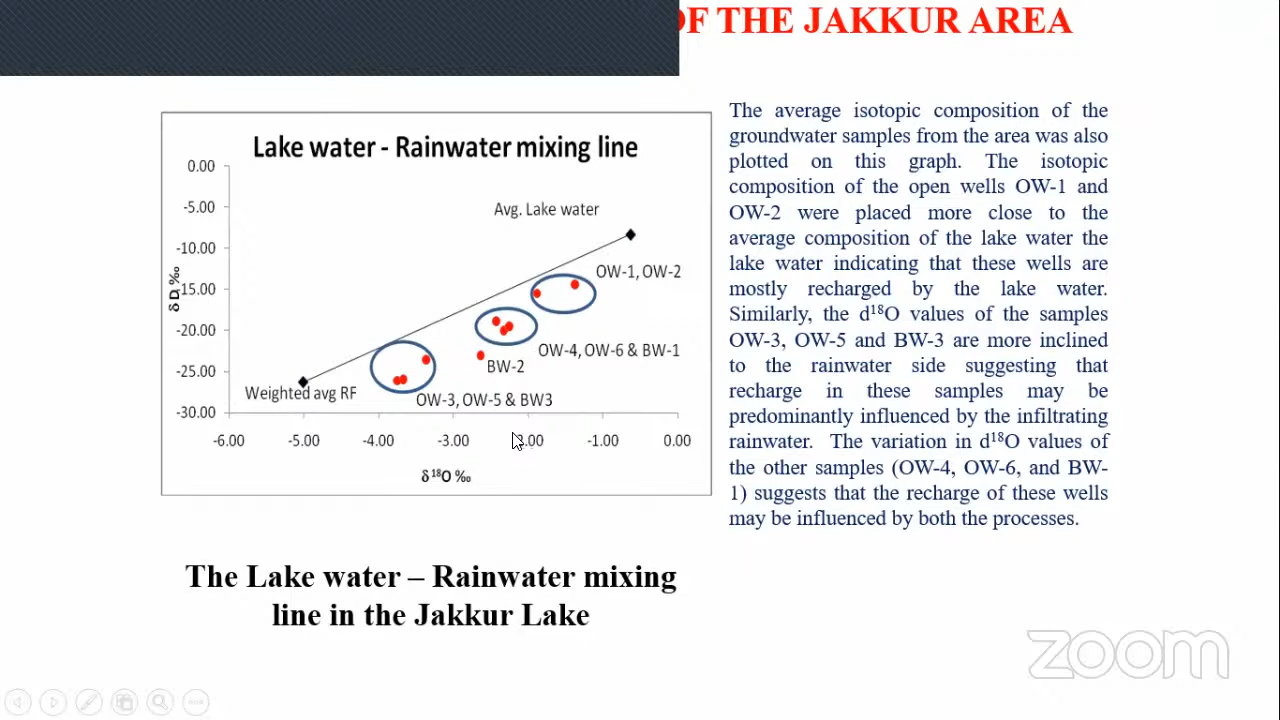 OF THE JAKKUR AREA
Lake water - Rainwater mixing line
0.00
-5.00
-10.00
-15.00
-20.00
-25.00
-30.00
δ D, ‰
Avg. Lake water
OW-1, OW-2
OW-4, OW-6 & BW-1
BW-2
OW-3, OW-5 & BW3
Weighted avg RF
-6.00 -5.00 -4.00 -3.00 -2.00 -1.00 0.00
δ ¹⁸O ‰
The average isotopic composition of the
groundwater samples from the area was also
plotted on this graph. The isotopic
composition of the open wells OW-1 and
OW-2 were placed more close to the
average composition of the lake water the
lake water indicating that these wells are
mostly recharged by the lake water.
Similarly, the d¹⁸O values of the samples
OW-3, OW-5 and BW-3 are more inclined
to the rainwater side suggesting that
recharge in these samples may be
predominantly influenced by the infiltrating
rainwater. The variation in d¹⁸O values of
the other samples (OW-4, OW-6, and BW-
1) suggests that the recharge of these wells
may be influenced by both the processes.
The Lake water – Rainwater mixing
line in the Jakkur Lake
zoom